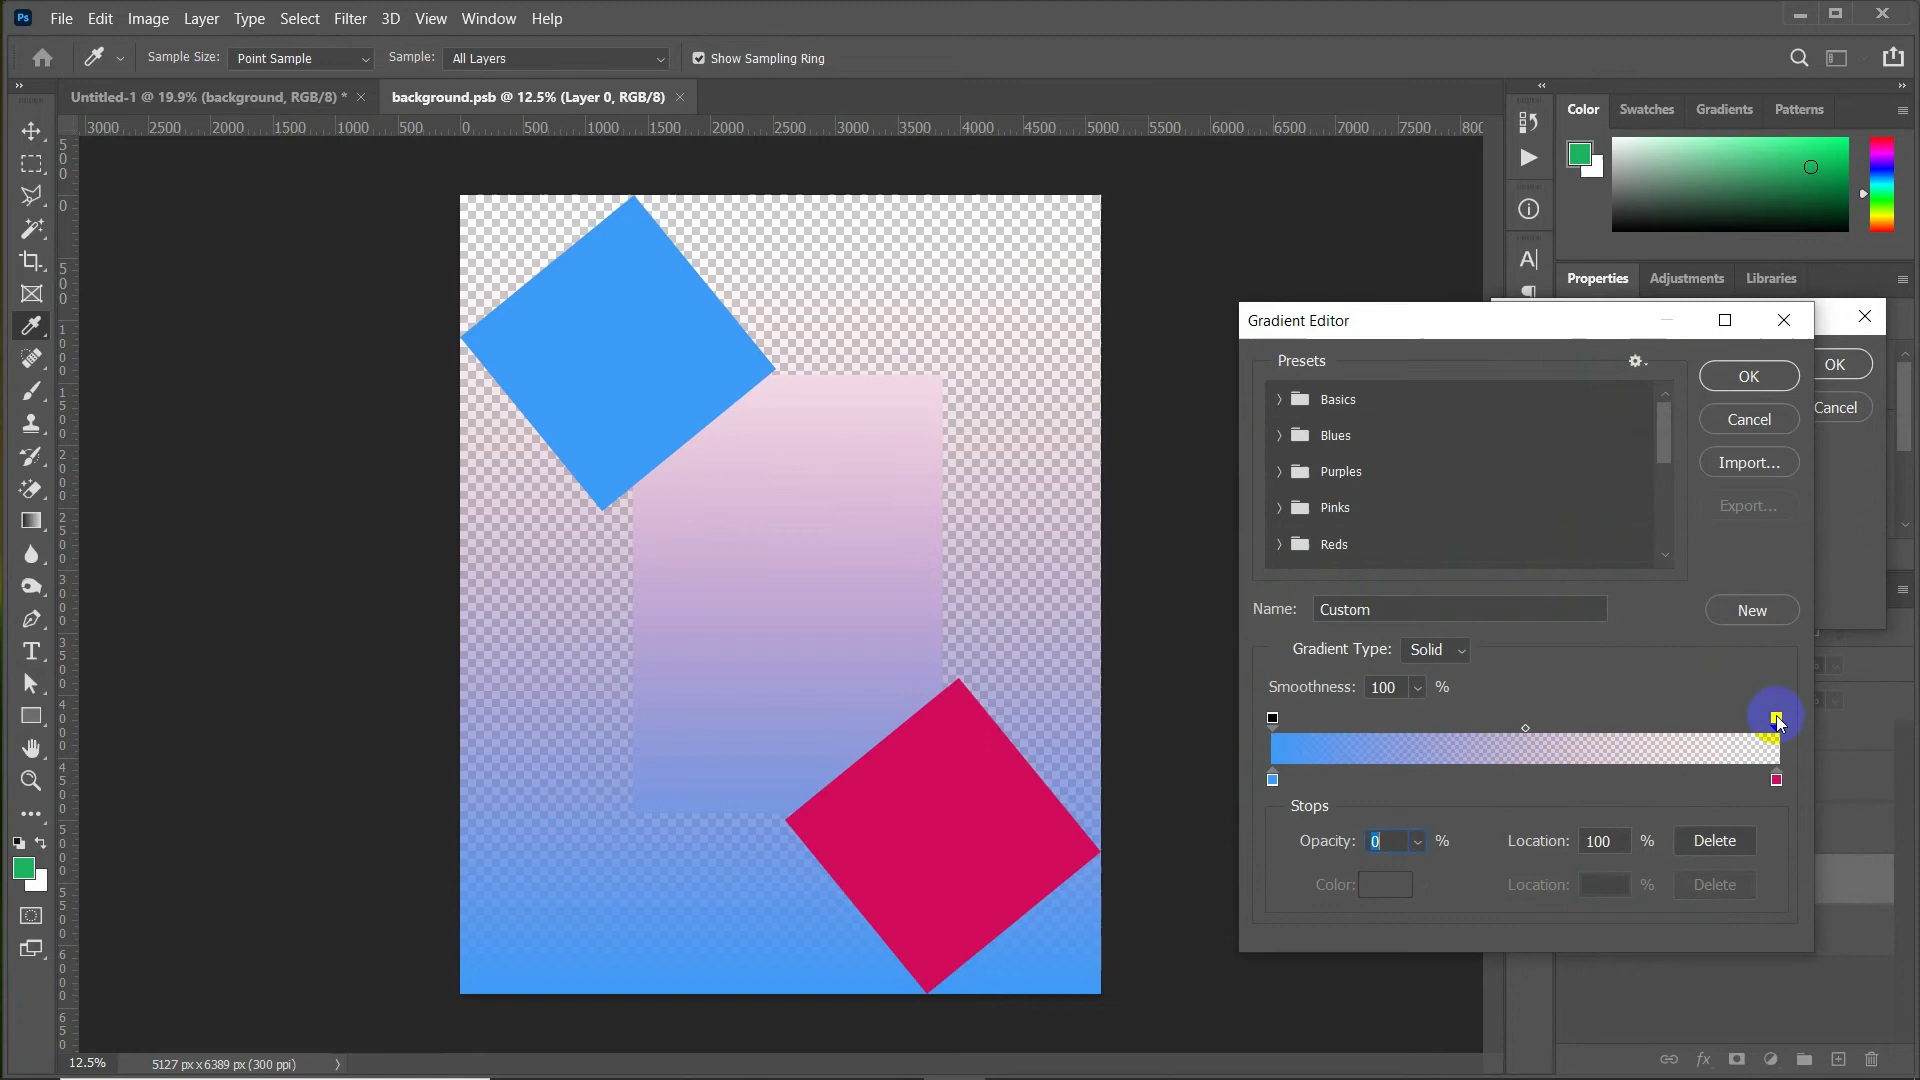 Ps File Edit Image Layer Type Select Filter 3D View Window Help
Sample Size: Point Sample Sample: All Layers Show Sampling Ring
Untitled-1 @ 19.9% (background, RGB/8) * background.psb @ 12.5% (Layer 0, RGB/8)
Color Swatches Gradients Patterns
3000 2500 2000 1500 1000 500 0 500 1000 1500 2000 2500 3000 3500 4000 4500 5000 5500 6000 6500 7000 7500 800
Properties Adjustments Libraries
Gradient Editor
Presets
OK
OK
Basics
Cancel
Cancel
Blues
Import...
Purples
Export...
Pinks
Reds
Name: Custom
New
Gradient Type: Solid
Smoothness: 100 %
Stops
Opacity: 0 % Location: 100 % Delete
Color: Location: % Delete
12.5% 5127 px x 6389 px (300 ppi)